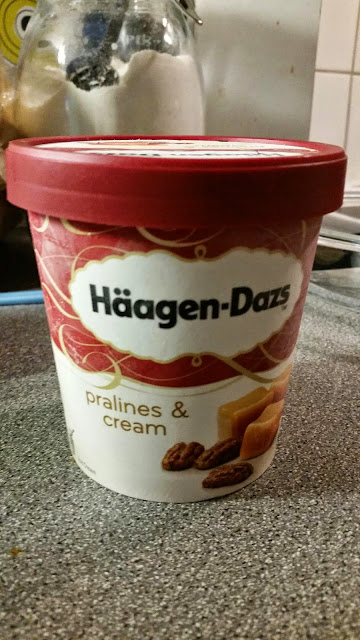 Häagen-Dazs
pralines &
cream